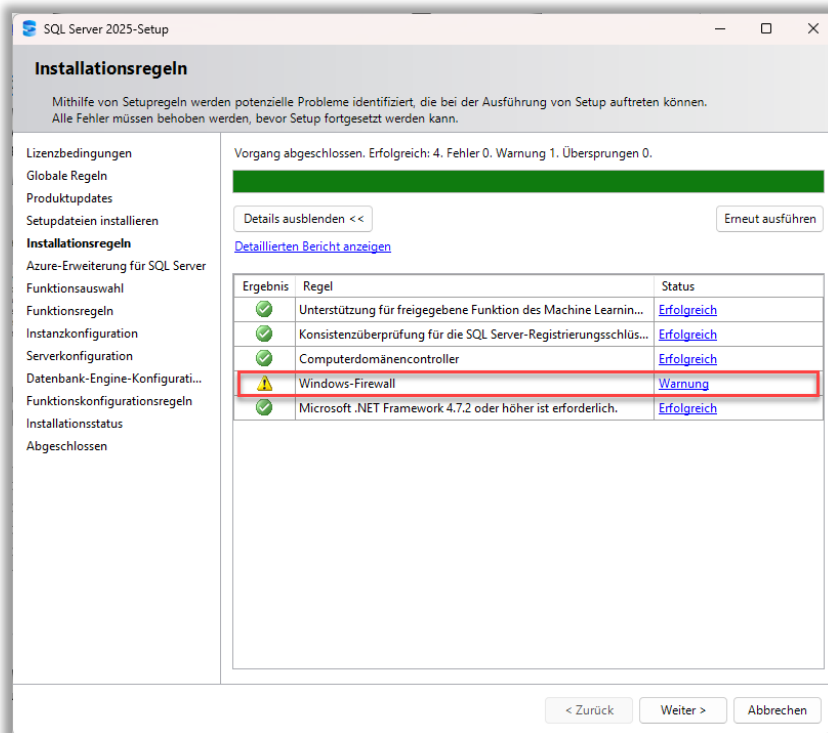 SQL Server 2025-Setup
Installationsregeln
Mithilfe von Setupregeln werden potenzielle Probleme identifiziert, die bei der Ausführung von Setup auftreten können.
Alle Fehler müssen behoben werden, bevor Setup fortgesetzt werden kann.
Lizenzbedingungen
Globale Regeln
Produktupdates
Setupdateien installieren
Installationsregeln
Azure-Erweiterung für SQL Server
Funktionsauswahl
Funktionsregeln
Instanzkonfiguration
Serverkonfiguration
Datenbank-Engine-Konfigurati...
Funktionskonfigurationsregeln
Installationsstatus
Abgeschlossen
Vorgang abgeschlossen. Erfolgreich: 4. Fehler 0. Warnung 1. Übersprungen 0.
Details ausblenden << Erneut ausführen
Detaillierten Bericht anzeigen
Ergebnis Regel Status
Unterstützung für freigegebene Funktion des Machine Learnin... Erfolgreich
Konsistenzüberprüfung für die SQL Server-Registrierungsschlüs... Erfolgreich
Computerdomänencontroller Erfolgreich
Windows-Firewall Warnung
Microsoft .NET Framework 4.7.2 oder höher ist erforderlich. Erfolgreich
< Zurück Weiter > Abbrechen